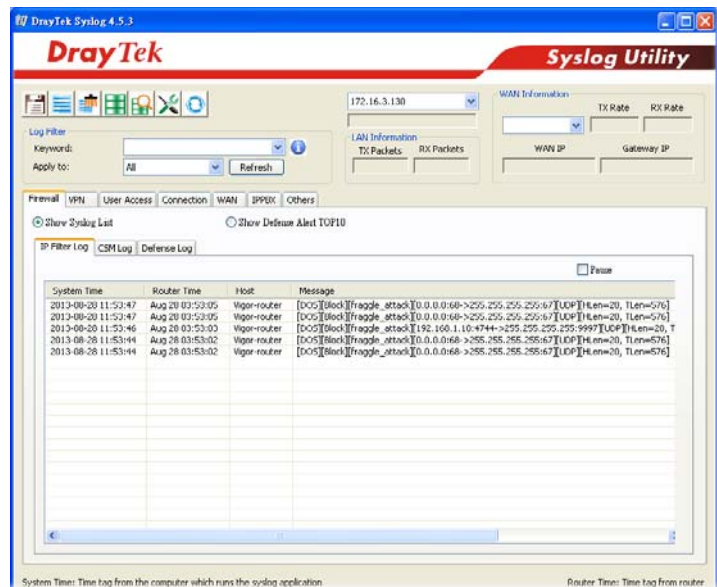 DrayTek Syslog 4.5.3
DrayTek
Syslog Utility
172.16.3.130
WAN Information
TX Rate RX Rate
Log Filter
Keyword:
LAN Information
TX Packets RX Packets
WAN IP Gateway IP
Apply to: All Refresh
Firewall VPN User Access Connection WAN IPPBX Others
Show Syslog List Show Defense Alert TOP10
IP Filter Log CSM Log Defense Log
Pause
System Time Router Time Host Message
2013-08-28 11:53:47 Aug 28 03:53:05 Vigor-router [DOS][Block][fraggle_attack][0.0.0.0:68->255.255.255.255:67][UDP][HLen=20, TLen=576]
2013-08-28 11:53:47 Aug 28 03:53:05 Vigor-router [DOS][Block][fraggle_attack][0.0.0.0:68->255.255.255.255:67][UDP][HLen=20, TLen=576]
2013-08-28 11:53:46 Aug 28 03:53:03 Vigor-router [DOS][Block][fraggle_attack][192.168.1.10:4744->255.255.255.255:9997][UDP][HLen=20, T
2013-08-28 11:53:44 Aug 28 03:53:02 Vigor-router [DOS][Block][fraggle_attack][0.0.0.0:68->255.255.255.255:67][UDP][HLen=20, TLen=576]
2013-08-28 11:53:44 Aug 28 03:53:02 Vigor-router [DOS][Block][fraggle_attack][0.0.0.0:68->255.255.255.255:67][UDP][HLen=20, TLen=576]
System Time: Time tag from the computer which runs the syslog application Router Time: Time tag from router